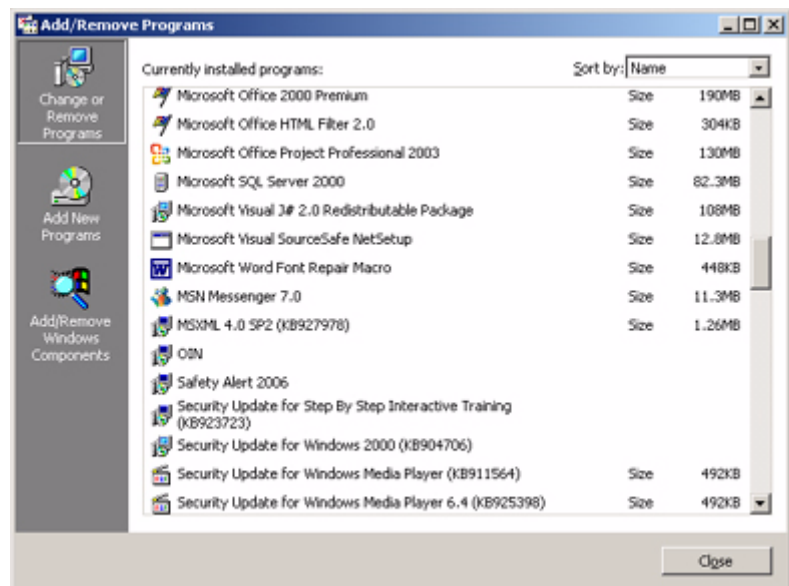 Add/Remove Programs
Change or
Remove
Programs
Add New
Programs
Add/Remove
Windows
Components
Currently installed programs:
Sort by: Name
Microsoft Office 2000 Premium Size 190MB
Microsoft Office HTML Filter 2.0 Size 304KB
Microsoft Office Project Professional 2003 Size 130MB
Microsoft SQL Server 2000 Size 82.3MB
Microsoft Visual J# 2.0 Redistributable Package Size 108MB
Microsoft Visual SourceSafe NetSetup Size 12.8MB
Microsoft Word Font Repair Macro Size 448KB
MSN Messenger 7.0 Size 11.3MB
MSXML 4.0 SP2 (KB927978) Size 1.26MB
OIN
Safety Alert 2006
Security Update for Step By Step Interactive Training
(KB923723)
Security Update for Windows 2000 (KB904706)
Security Update for Windows Media Player (KB911564) Size 492KB
Security Update for Windows Media Player 6.4 (KB925398) Size 492KB
Close